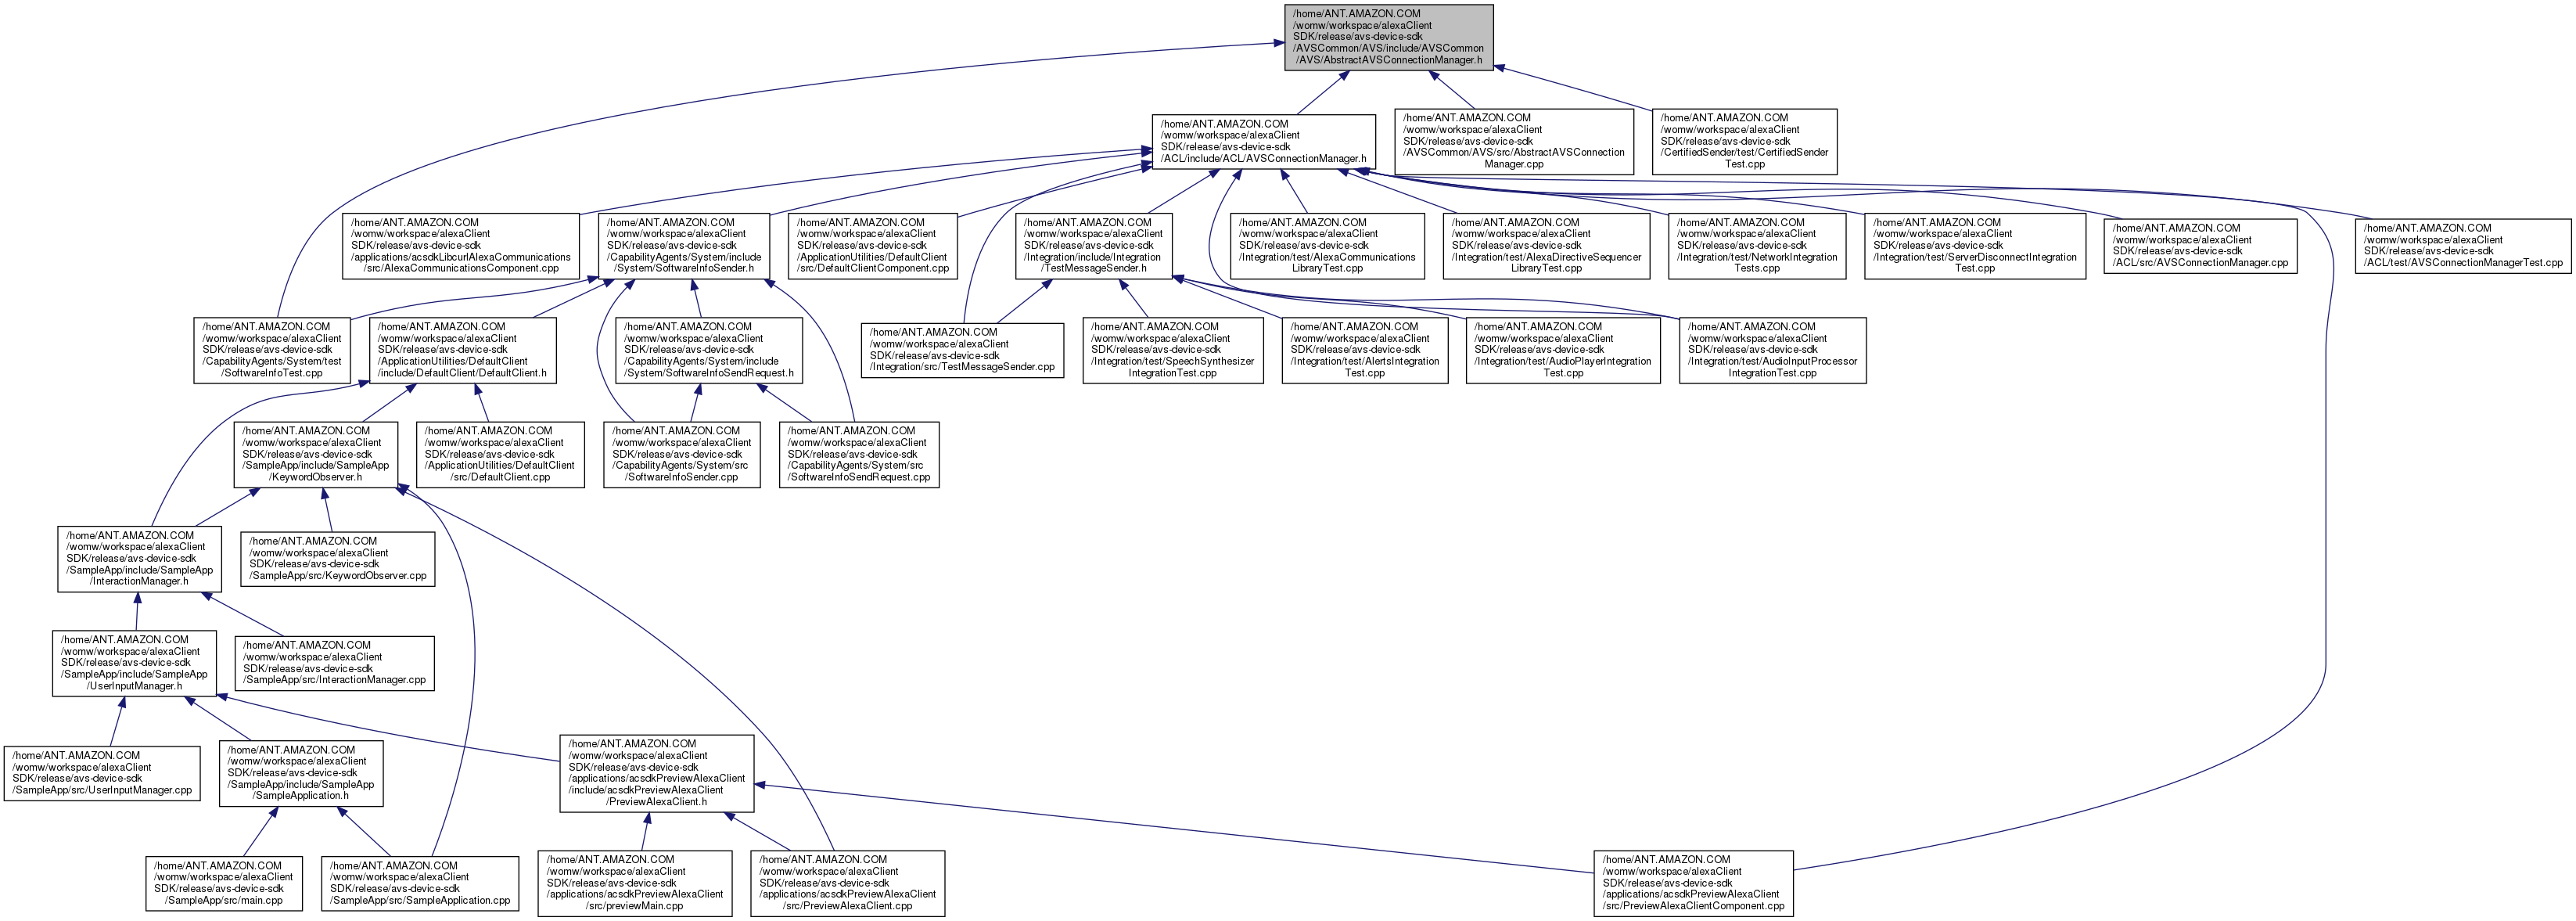 /home/ANT.AMAZON.COM
/womw/workspace/alexaClient
SDK/release/avs-device-sdk
/AVSCommon/AVS/include/AVSCommon
/AVS/AbstractAVSConnectionManager.h
/home/ANT.AMAZON.COM
/womw/workspace/alexaClient
SDK/release/avs-device-sdk
/ACL/include/ACL/AVSConnectionManager.h
/home/ANT.AMAZON.COM
/womw/workspace/alexaClient
SDK/release/avs-device-sdk
/AVSCommon/AVS/src/AbstractAVSConnection
Manager.cpp
/home/ANT.AMAZON.COM
/womw/workspace/alexaClient
SDK/release/avs-device-sdk
/CertifiedSender/test/CertifiedSender
Test.cpp
/home/ANT.AMAZON.COM
/womw/workspace/alexaClient
SDK/release/avs-device-sdk
/applications/acsdkLibcurlAlexaCommunications
/src/AlexaCommunicationsComponent.cpp
/home/ANT.AMAZON.COM
/womw/workspace/alexaClient
SDK/release/avs-device-sdk
/CapabilityAgents/System/include
/System/SoftwareInfoSender.h
/home/ANT.AMAZON.COM
/womw/workspace/alexaClient
SDK/release/avs-device-sdk
/ApplicationUtilities/DefaultClient
/src/DefaultClientComponent.cpp
/home/ANT.AMAZON.COM
/womw/workspace/alexaClient
SDK/release/avs-device-sdk
/Integration/include/Integration
/TestMessageSender.h
/home/ANT.AMAZON.COM
/womw/workspace/alexaClient
SDK/release/avs-device-sdk
/Integration/test/AlexaCommunications
LibraryTest.cpp
/home/ANT.AMAZON.COM
/womw/workspace/alexaClient
SDK/release/avs-device-sdk
/Integration/test/AlexaDirectiveSequencer
LibraryTest.cpp
/home/ANT.AMAZON.COM
/womw/workspace/alexaClient
SDK/release/avs-device-sdk
/Integration/test/NetworkIntegration
Tests.cpp
/home/ANT.AMAZON.COM
/womw/workspace/alexaClient
SDK/release/avs-device-sdk
/Integration/test/ServerDisconnectIntegration
Test.cpp
/home/ANT.AMAZON.COM
/womw/workspace/alexaClient
SDK/release/avs-device-sdk
/ACL/src/AVSConnectionManager.cpp
/home/ANT.AMAZON.COM
/womw/workspace/alexaClient
SDK/release/avs-device-sdk
/ACL/test/AVSConnectionManagerTest.cpp
/home/ANT.AMAZON.COM
/womw/workspace/alexaClient
SDK/release/avs-device-sdk
/CapabilityAgents/System/test
/SoftwareInfoTest.cpp
/home/ANT.AMAZON.COM
/womw/workspace/alexaClient
SDK/release/avs-device-sdk
/ApplicationUtilities/DefaultClient
/include/DefaultClient/DefaultClient.h
/home/ANT.AMAZON.COM
/womw/workspace/alexaClient
SDK/release/avs-device-sdk
/CapabilityAgents/System/include
/System/SoftwareInfoSendRequest.h
/home/ANT.AMAZON.COM
/womw/workspace/alexaClient
SDK/release/avs-device-sdk
/Integration/src/TestMessageSender.cpp
/home/ANT.AMAZON.COM
/womw/workspace/alexaClient
SDK/release/avs-device-sdk
/Integration/test/SpeechSynthesizer
IntegrationTest.cpp
/home/ANT.AMAZON.COM
/womw/workspace/alexaClient
SDK/release/avs-device-sdk
/Integration/test/AlertsIntegration
Test.cpp
/home/ANT.AMAZON.COM
/womw/workspace/alexaClient
SDK/release/avs-device-sdk
/Integration/test/AudioPlayerIntegration
Test.cpp
/home/ANT.AMAZON.COM
/womw/workspace/alexaClient
SDK/release/avs-device-sdk
/Integration/test/AudioInputProcessor
IntegrationTest.cpp
/home/ANT.AMAZON.COM
/womw/workspace/alexaClient
SDK/release/avs-device-sdk
/SampleApp/include/SampleApp
/KeywordObserver.h
/home/ANT.AMAZON.COM
/womw/workspace/alexaClient
SDK/release/avs-device-sdk
/ApplicationUtilities/DefaultClient
/src/DefaultClient.cpp
/home/ANT.AMAZON.COM
/womw/workspace/alexaClient
SDK/release/avs-device-sdk
/CapabilityAgents/System/src
/SoftwareInfoSender.cpp
/home/ANT.AMAZON.COM
/womw/workspace/alexaClient
SDK/release/avs-device-sdk
/CapabilityAgents/System/src
/SoftwareInfoSendRequest.cpp
/home/ANT.AMAZON.COM
/womw/workspace/alexaClient
SDK/release/avs-device-sdk
/SampleApp/include/SampleApp
/InteractionManager.h
/home/ANT.AMAZON.COM
/womw/workspace/alexaClient
SDK/release/avs-device-sdk
/SampleApp/src/KeywordObserver.cpp
/home/ANT.AMAZON.COM
/womw/workspace/alexaClient
SDK/release/avs-device-sdk
/SampleApp/include/SampleApp
/UserInputManager.h
/home/ANT.AMAZON.COM
/womw/workspace/alexaClient
SDK/release/avs-device-sdk
/SampleApp/src/InteractionManager.cpp
/home/ANT.AMAZON.COM
/womw/workspace/alexaClient
SDK/release/avs-device-sdk
/SampleApp/src/UserInputManager.cpp
/home/ANT.AMAZON.COM
/womw/workspace/alexaClient
SDK/release/avs-device-sdk
/SampleApp/include/SampleApp
/SampleApplication.h
/home/ANT.AMAZON.COM
/womw/workspace/alexaClient
SDK/release/avs-device-sdk
/applications/acsdkPreviewAlexaClient
/include/acsdkPreviewAlexaClient
/PreviewAlexaClient.h
/home/ANT.AMAZON.COM
/womw/workspace/alexaClient
SDK/release/avs-device-sdk
/SampleApp/src/main.cpp
/home/ANT.AMAZON.COM
/womw/workspace/alexaClient
SDK/release/avs-device-sdk
/SampleApp/src/SampleApplication.cpp
/home/ANT.AMAZON.COM
/womw/workspace/alexaClient
SDK/release/avs-device-sdk
/applications/acsdkPreviewAlexaClient
/src/previewMain.cpp
/home/ANT.AMAZON.COM
/womw/workspace/alexaClient
SDK/release/avs-device-sdk
/applications/acsdkPreviewAlexaClient
/src/PreviewAlexaClient.cpp
/home/ANT.AMAZON.COM
/womw/workspace/alexaClient
SDK/release/avs-device-sdk
/applications/acsdkPreviewAlexaClient
/src/PreviewAlexaClientComponent.cpp